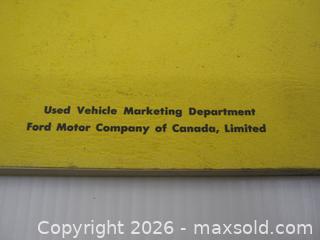 Used Vehicle Marketing Department
Ford Motor Company of Canada, Limited
Copyright 2026 - maxsold.com